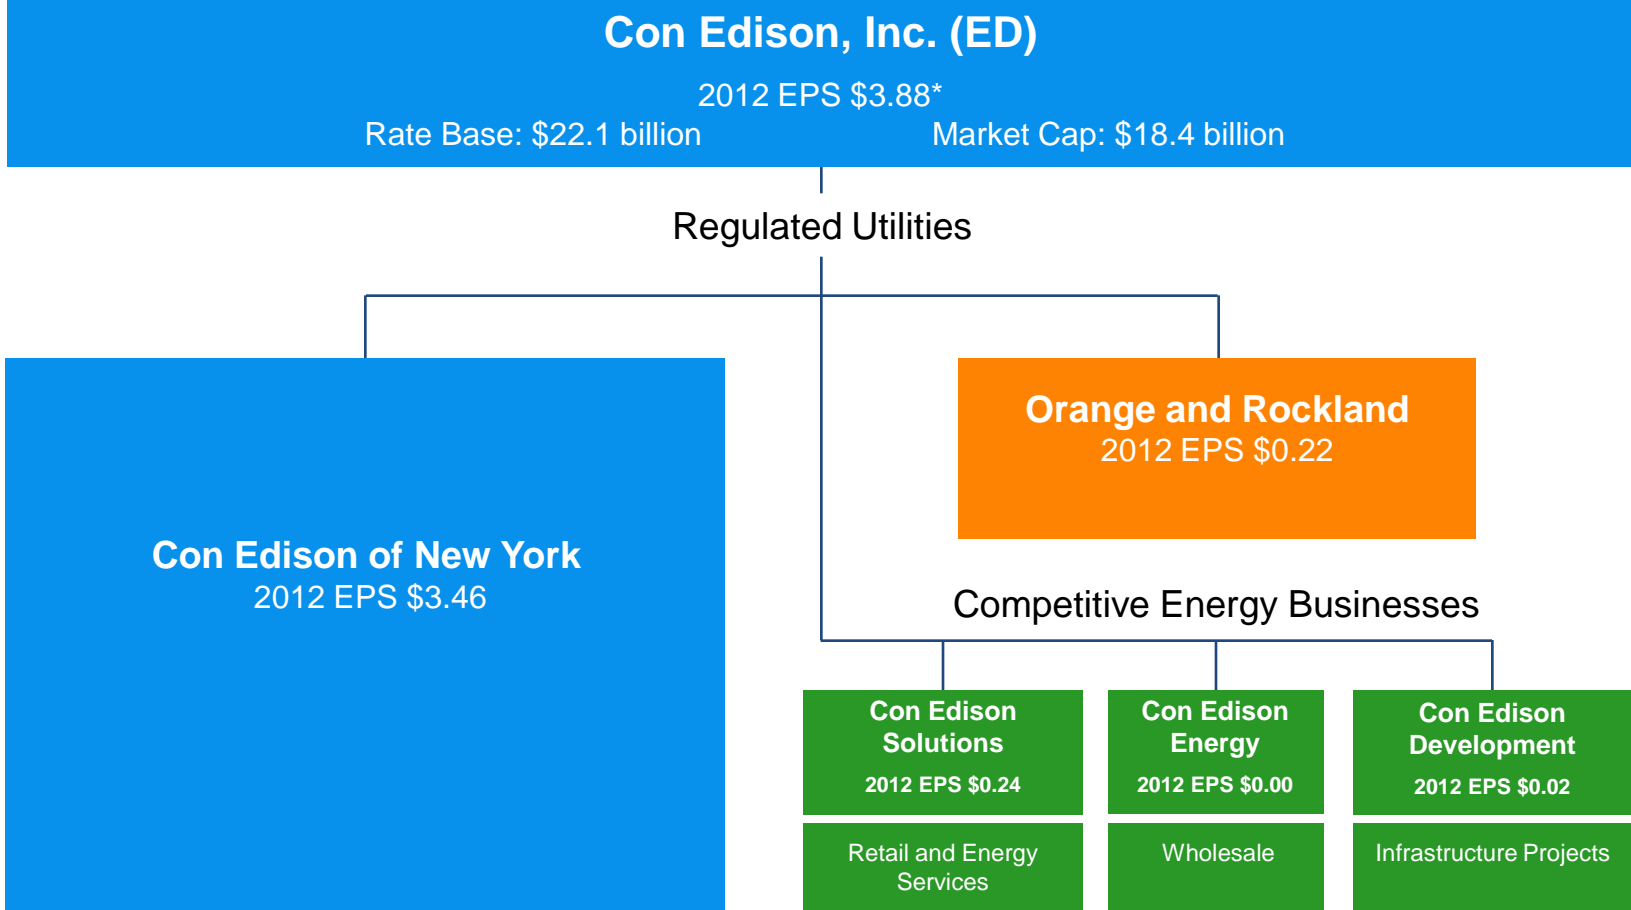 Con Edison, Inc. (ED)
2012 EPS $3.88*
Rate Base: $22.1 billion Market Cap: $18.4 billion
Regulated Utilities
Orange and Rockland
2012 EPS $0.22
Con Edison of New York
2012 EPS $3.46
Competitive Energy Businesses
Con Edison
Solutions
2012 EPS $0.24
Retail and Energy
Services
Con Edison
Energy
2012 EPS $0.00
Wholesale
Con Edison
Development
2012 EPS $0.02
Infrastructure Projects